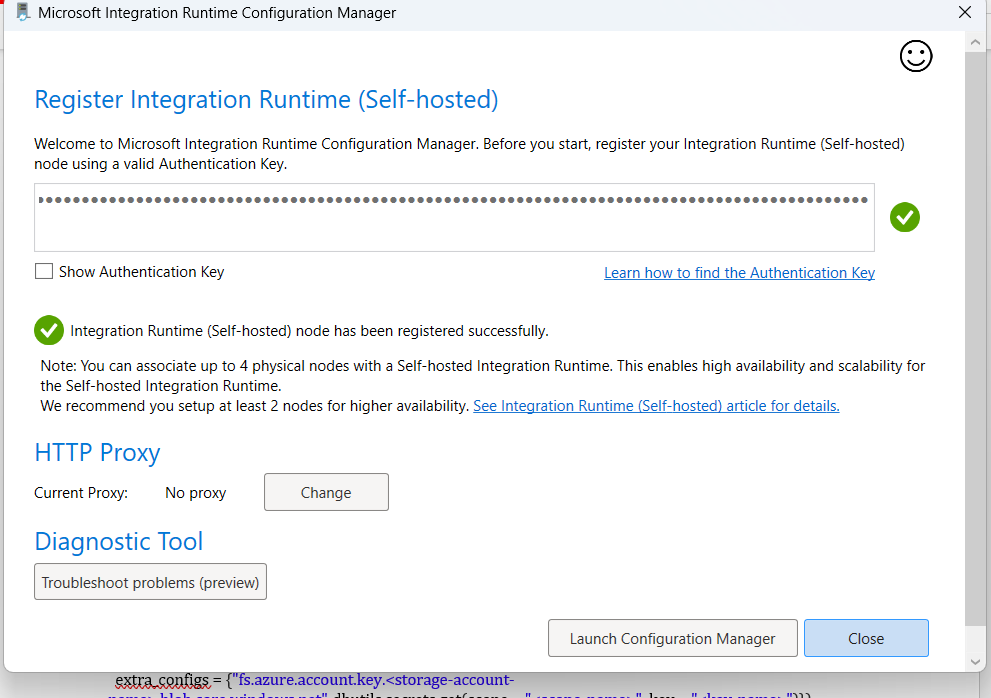 Microsoft Integration Runtime Configuration Manager
Register Integration Runtime (Self-hosted)
Welcome to Microsoft Integration Runtime Configuration Manager. Before you start, register your Integration Runtime (Self-hosted)
node using a valid Authentication Key.
Show Authentication Key
Learn how to find the Authentication Key
Integration Runtime (Self-hosted) node has been registered successfully.
Note: You can associate up to 4 physical nodes with a Self-hosted Integration Runtime. This enables high availability and scalability for
the Self-hosted Integration Runtime.
We recommend you setup at least 2 nodes for higher availability. See Integration Runtime (Self-hosted) article for details.
HTTP Proxy
Current Proxy: No proxy Change
Diagnostic Tool
Troubleshoot problems (preview)
Launch Configuration Manager Close
extra_configs = {"fs.azure.account.key.<storage-account-